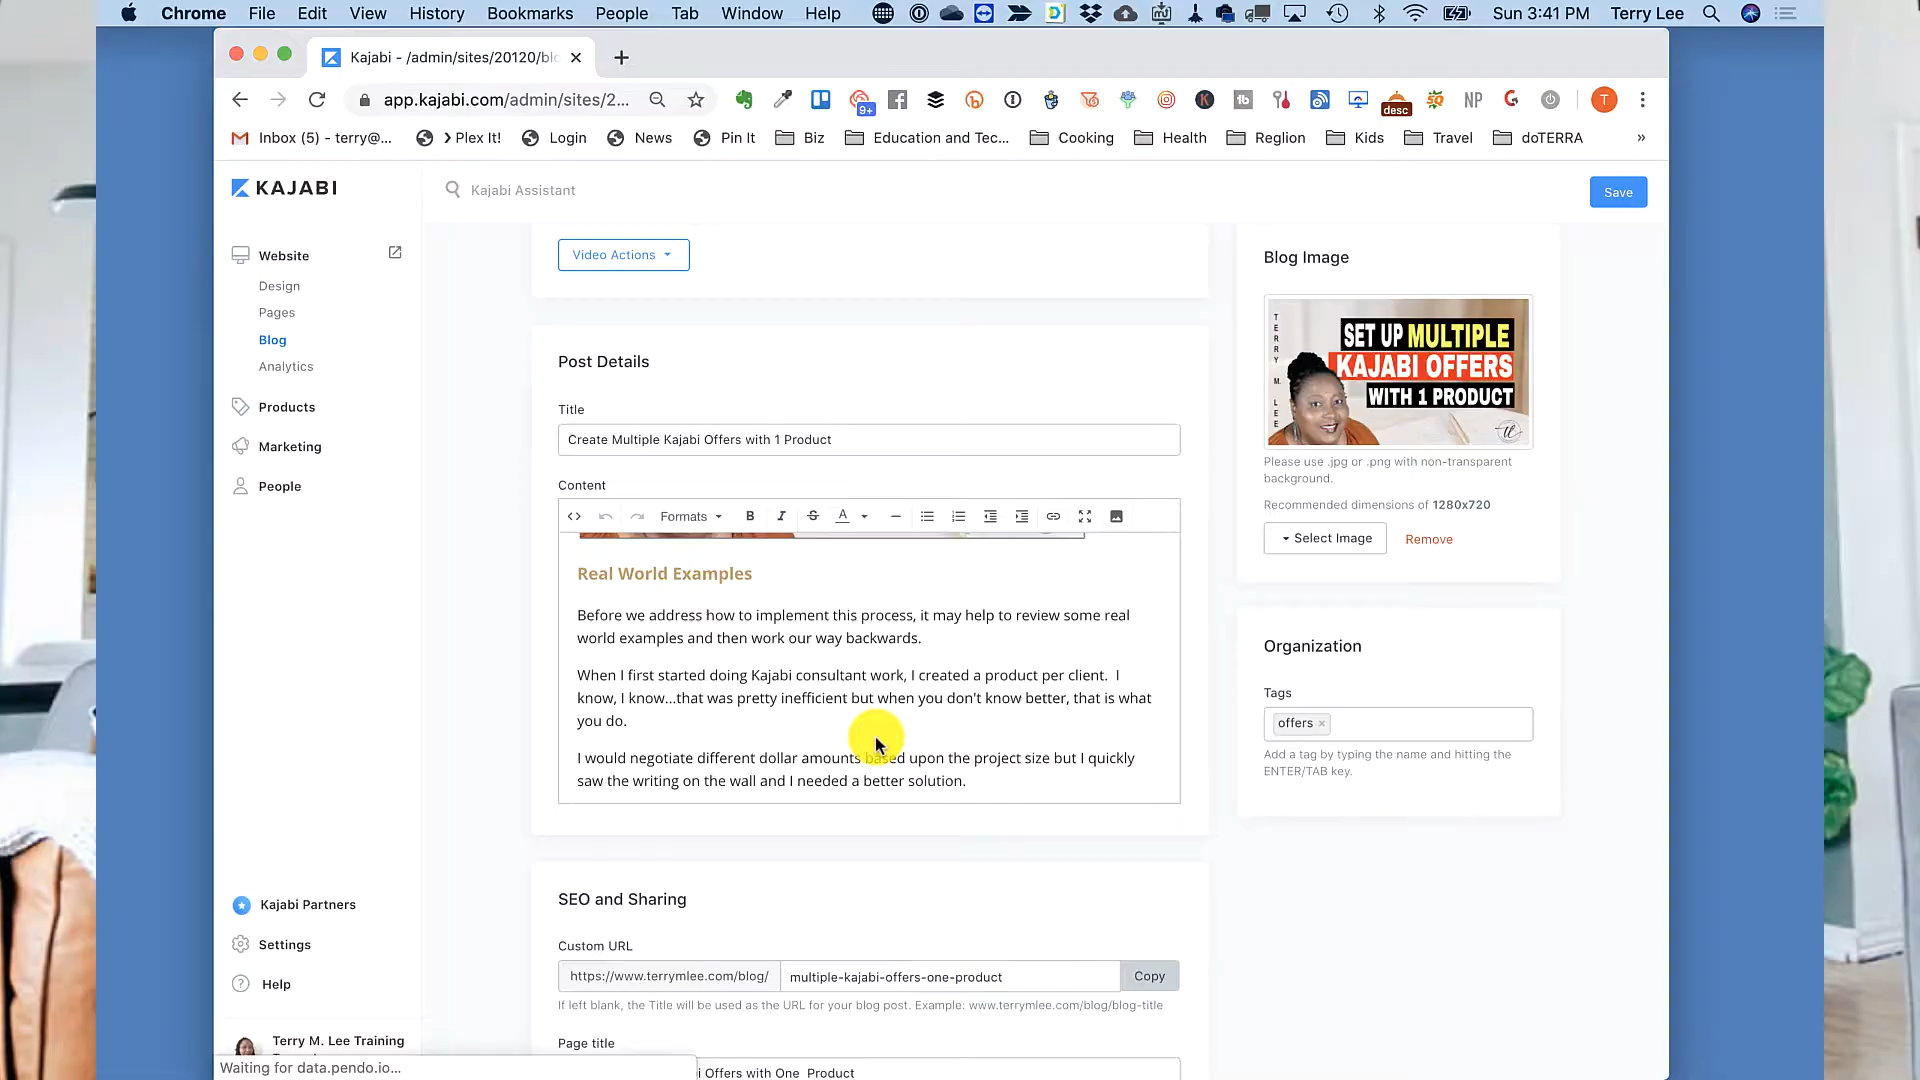 Chrome File Edit View History Bookmarks People Tab Window Help Sun 3:41 PM Terry Lee
Kajabi - /admin/sites/20120/blo
app.kajabi.com/admin/sites/2... 9+ desc NP T
Inbox (5) - terry@... Plex It! Login News Pin It Biz Education and Tec... Cooking Health Reglion Kids Travel doTERRA »
KAJABI
Kajabi Assistant
Save
Website
Design
Pages
Blog
Analytics
Products
Marketing
People
Kajabi Partners
Settings
Help
Terry M. Lee Training
Waiting for data.pendo.io...
Video Actions
Post Details
Title
Create Multiple Kajabi Offers with 1 Product
Content
Formats B I S A
Real World Examples
Before we address how to implement this process, it may help to review some real
world examples and then work our way backwards.
When I first started doing Kajabi consultant work, I created a product per client. I
know, I know...that was pretty inefficient but when you don't know better, that is what
you do.
I would negotiate different dollar amounts based upon the project size but I quickly
saw the writing on the wall and I needed a better solution.
SEO and Sharing
Custom URL
https://www.terrymlee.com/blog/ multiple-kajabi-offers-one-product Copy
If left blank, the Title will be used as the URL for your blog post. Example: www.terrymlee.com/blog/blog-title
Page title
i Offers with One Product
Blog Image
TERRY M. LEE
SET UP MULTIPLE
KAJABI OFFERS
WITH 1 PRODUCT
Please use .jpg or .png with non-transparent
background.
Recommended dimensions of 1280x720
Select Image Remove
Organization
Tags
offers ×
Add a tag by typing the name and hitting the
ENTER/TAB key.